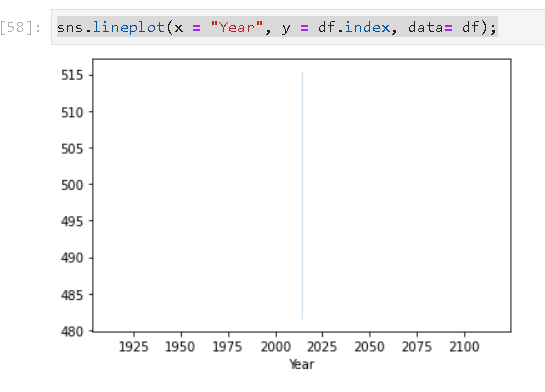 [58]: sns.lineplot(x = "Year", y = df.index, data= df);
515
510
505
500
495
490
485
480
1925 1950 1975 2000 2025 2050 2075 2100
Year